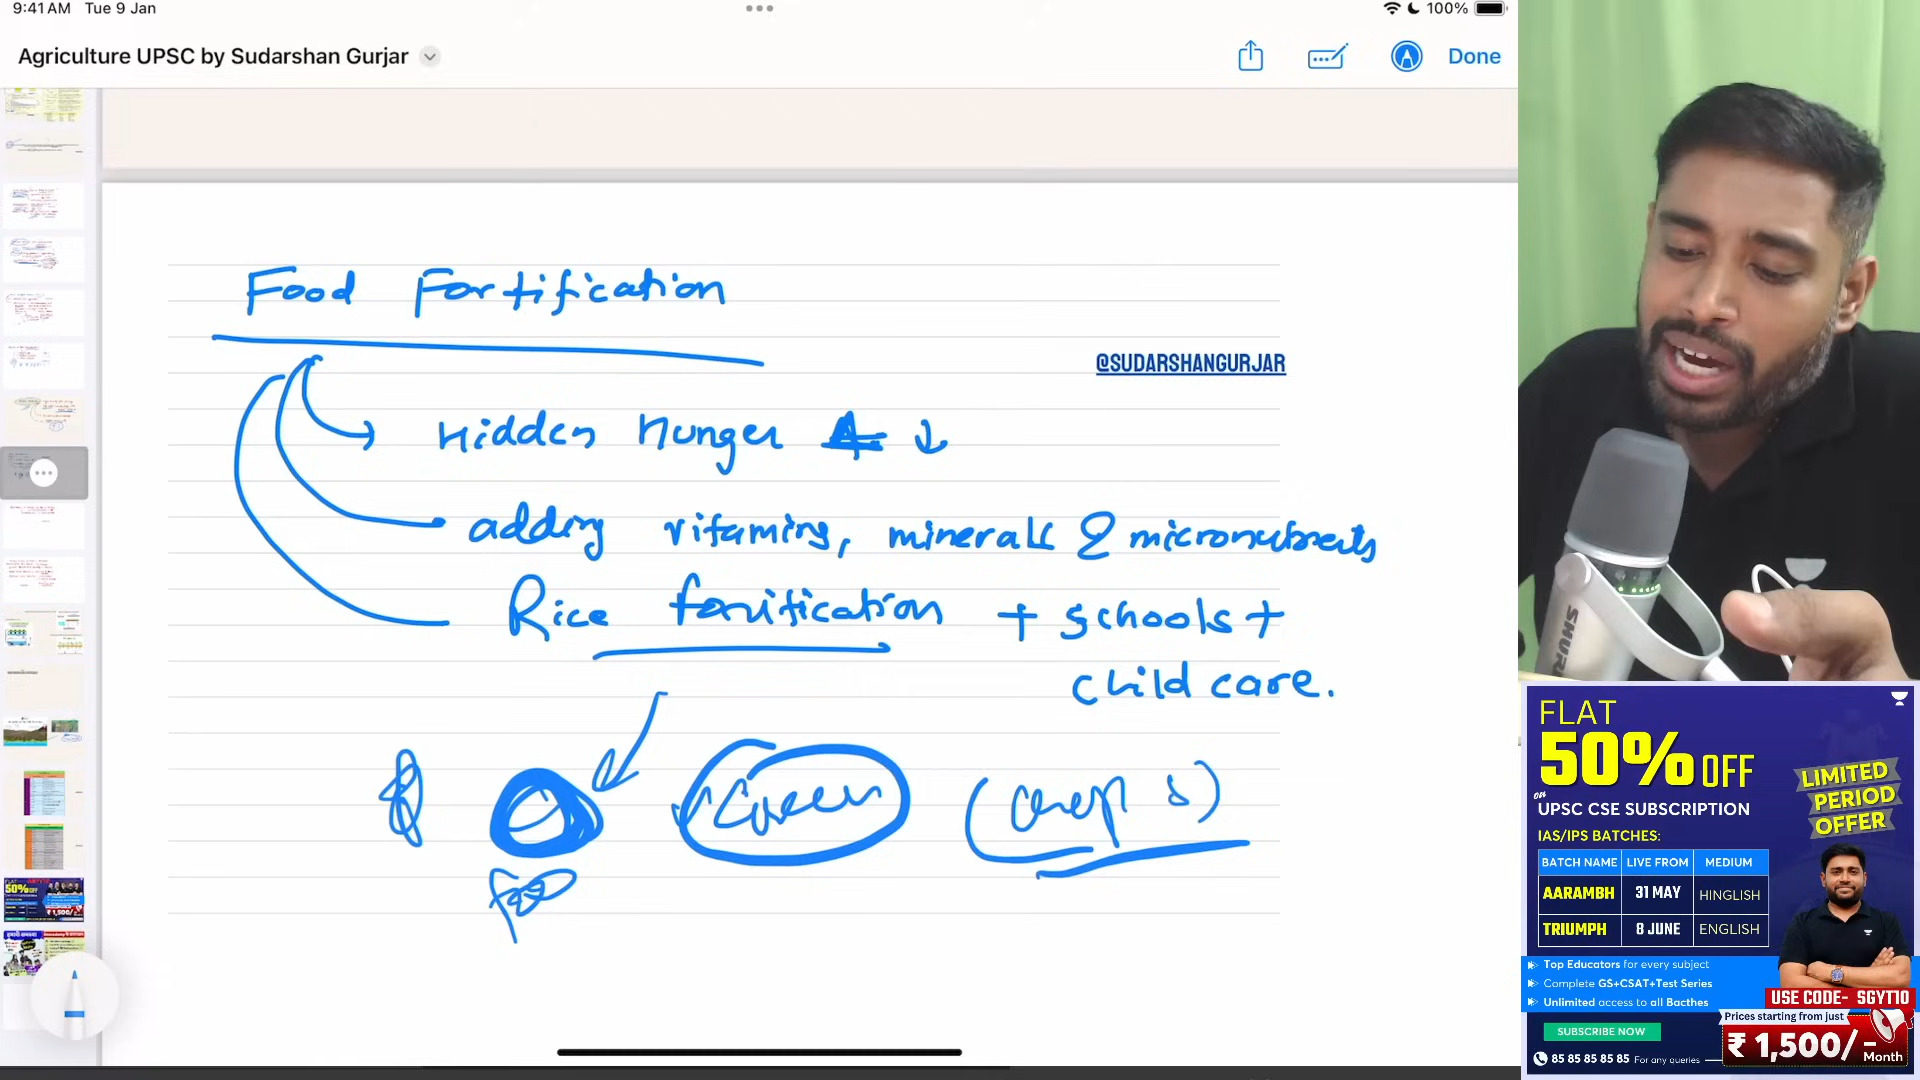 9:41 AM Tue 9 Jan
100%
Agriculture UPSC by Sudarshan Gurjar
Done
Food Fortification
@SUDARSHANGURJAR
Hidden Hunger ↓
adding vitamins, minerals & micronutrients
Rice fortification + schools +
child care.
SHURE
FLAT
50% OFF
on
UPSC CSE SUBSCRIPTION
LIMITED
PERIOD
OFFER
IAS/IPS BATCHES:
BATCH NAME LIVE FROM MEDIUM
AARAMBH 31 MAY HINGLISH
TRIUMPH 8 JUNE ENGLISH
Top Educators for every subject
Complete GS+CSAT+Test Series
Unlimited access to all Bacthes
USE CODE- SGYT10
SUBSCRIBE NOW
Prices starting from just
₹ 1,500/-
Month
85 85 85 85 85 For any queries